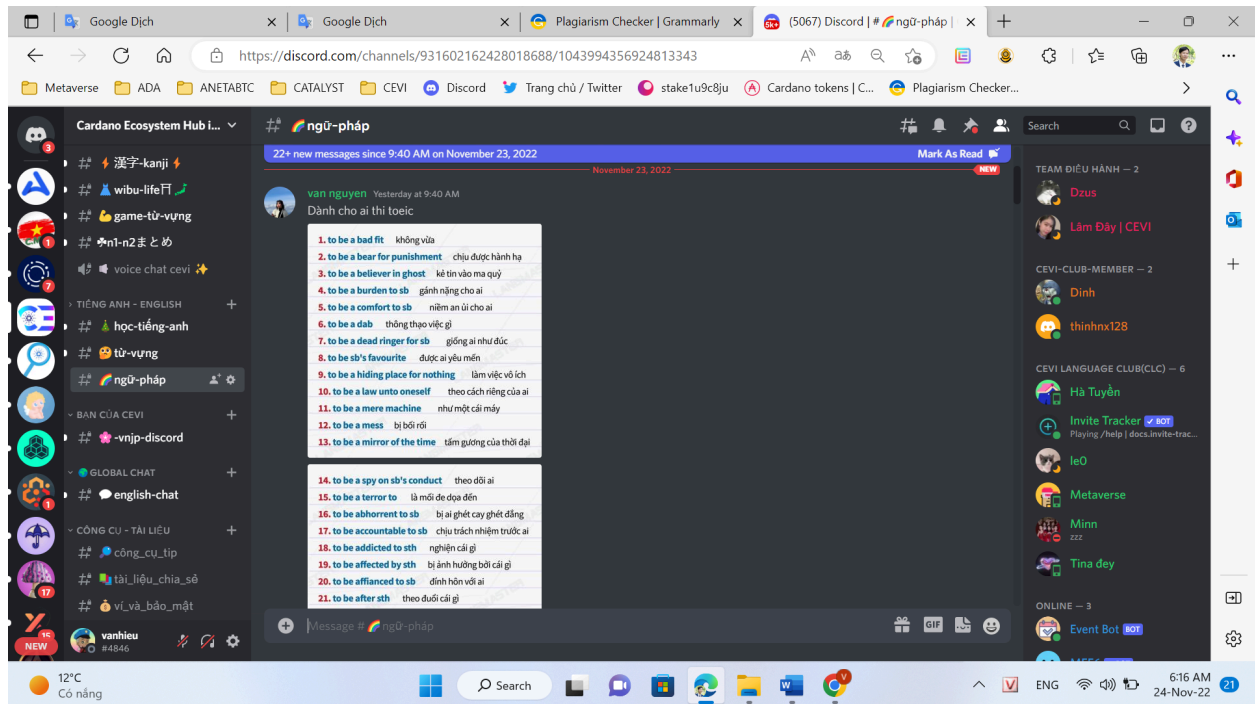 Google Dịch
Google Dịch
Plagiarism Checker | Grammarly
(5067) Discord | #🌈ngữ-pháp |
https://discord.com/channels/931602162428018688/1043994356924813343
Metaverse
ADA
ANETABTC
CATALYST
CEVI
Discord
Trang chủ / Twitter
stake1u9c8ju
Cardano tokens | C...
Plagiarism Checker...
Cardano Ecosystem Hub i...
🌈ngữ-pháp
Search
漢字-kanji
wibu-life
game-từ-vựng
n1-n2まとめ
voice chat cevi
TIẾNG ANH - ENGLISH
học-tiếng-anh
từ-vựng
ngữ-pháp
BẠN CỦA CEVI
-vnjp-discord
GLOBAL CHAT
english-chat
CÔNG CỤ - TÀI LIỆU
công_cụ_tip
tài_liệu_chia_sẻ
ví_và_bảo_mật
vanhieu
#4846
3
1
7
1
17
15
NEW
22+ new messages since 9:40 AM on November 23, 2022
Mark As Read
November 23, 2022
NEW
van nguyen Yesterday at 9:40 AM
Dành cho ai thi toeic
1. to be a bad fit không vừa
2. to be a bear for punishment chịu được hành hạ
3. to be a believer in ghost kẻ tin vào ma quỷ
4. to be a burden to sb gánh nặng cho ai
5. to be a comfort to sb niềm an ủi cho ai
6. to be a dab thông thạo việc gì
7. to be a dead ringer for sb giống ai như đúc
8. to be sb's favourite được ai yêu mến
9. to be a hiding place for nothing làm việc vô ích
10. to be a law unto oneself theo cách riêng của ai
11. to be a mere machine như một cái máy
12. to be a mess bị bối rối
13. to be a mirror of the time tấm gương của thời đại
14. to be a spy on sb's conduct theo dõi ai
15. to be a terror to là mối đe dọa đến
16. to be abhorrent to sb bị ai ghét cay ghét đắng
17. to be accountable to sb chịu trách nhiệm trước ai
18. to be addicted to sth nghiện cái gì
19. to be affected by sth bị ảnh hưởng bởi cái gì
20. to be affianced to sb đính hôn với ai
21. to be after sth theo đuổi cái gì
Message #🌈ngữ-pháp
GIF
TEAM ĐIỀU HÀNH — 2
Dzus
Lâm Đây | CEVI
CEVI-CLUB-MEMBER — 2
Dinh
thinhnx128
CEVI LANGUAGE CLUB(CLC) — 6
Hà Tuyền
Invite Tracker BOT
Playing /help | docs.invite-trac...
le0
Metaverse
Minn
zzz
Tina đey
ONLINE — 3
Event Bot BOT
12°C
Có nắng
Search
ENG
6:16 AM
24-Nov-22
21